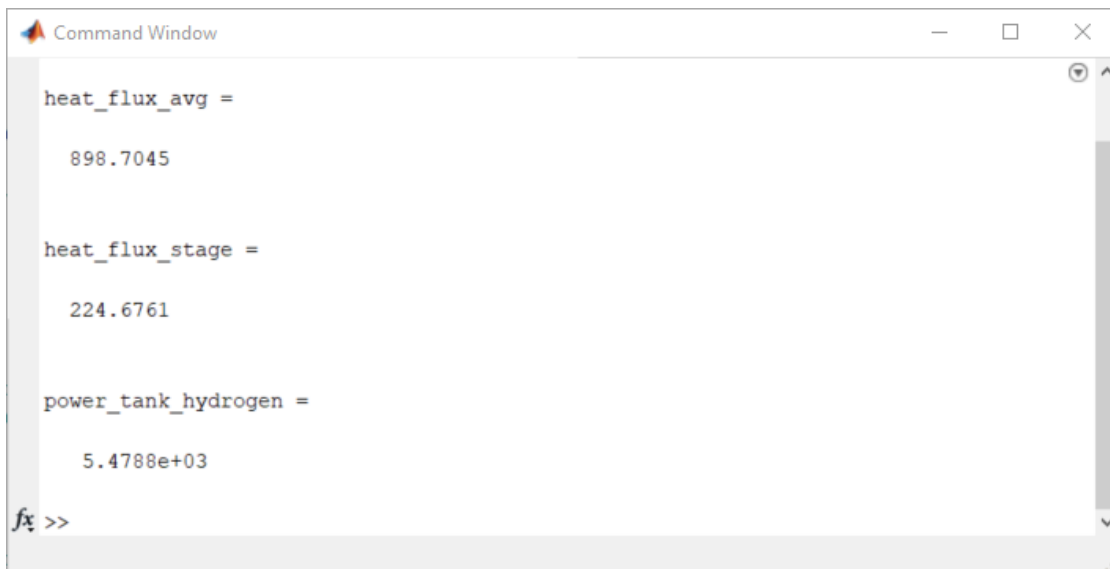 Command Window
heat_flux_avg =
898.7045
heat_flux_stage =
224.6761
power_tank_hydrogen =
5.4788e+03
fx >>